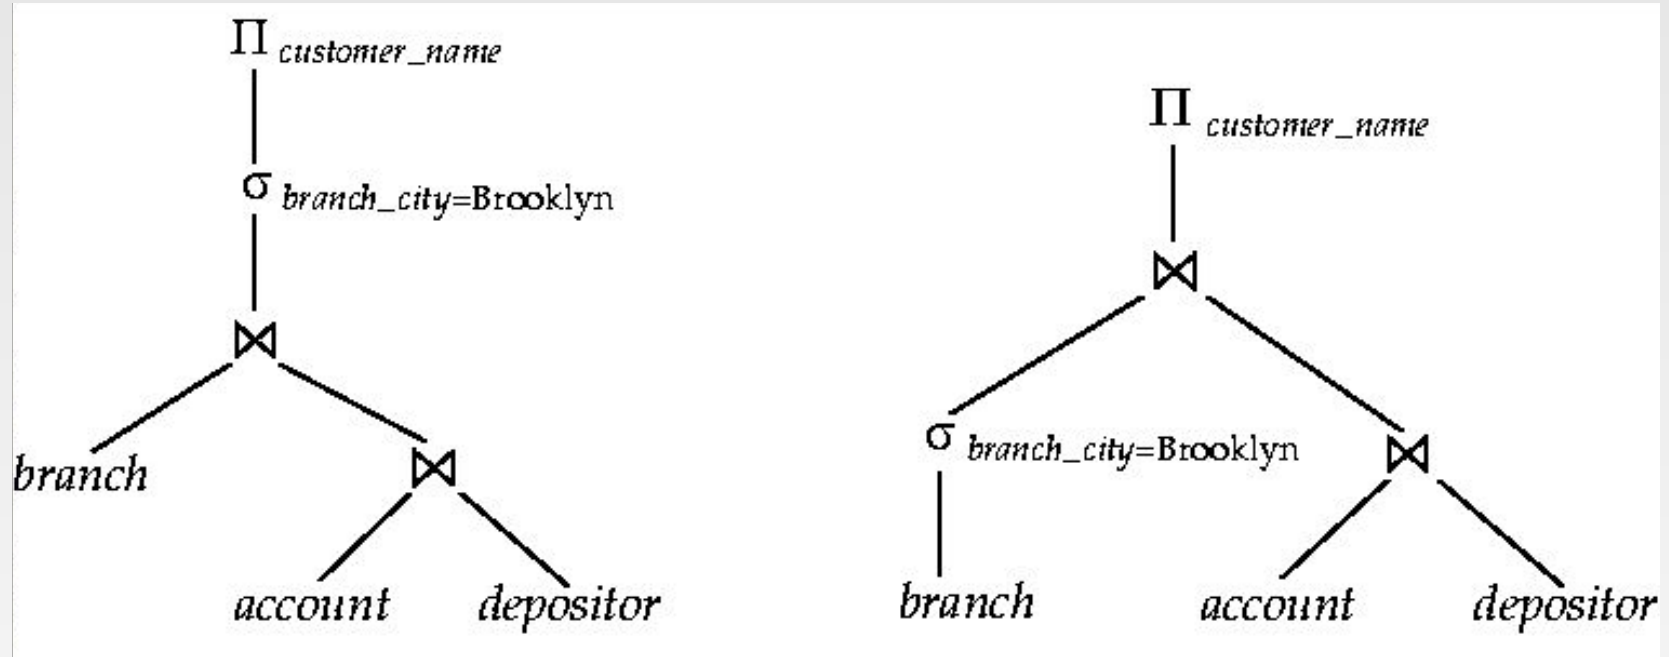 Π customer_name
σ branch_city=Brooklyn
⋈
branch
⋈
account depositor
Π customer_name
⋈
σ branch_city=Brooklyn
⋈
branch
account
depositor